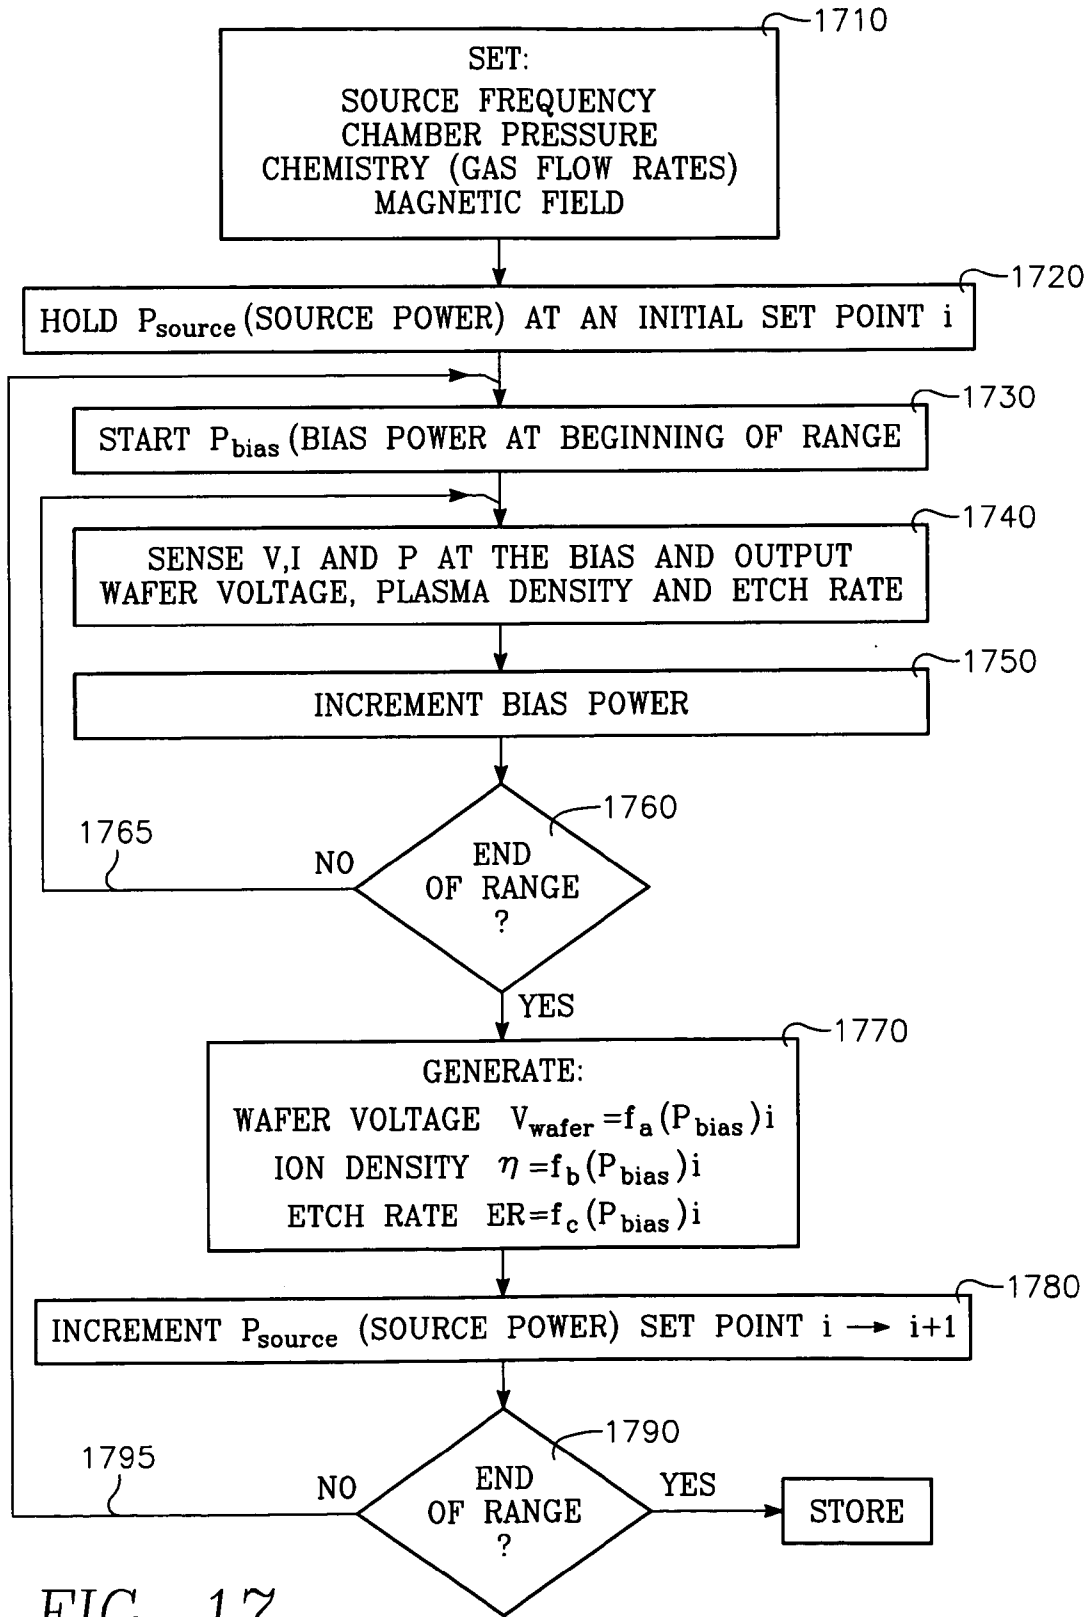 1710
SET:
SOURCE FREQUENCY
CHAMBER PRESSURE
CHEMISTRY (GAS FLOW RATES)
MAGNETIC FIELD
1720
HOLD Psource (SOURCE POWER) AT AN INITIAL SET POINT i
1730
START Pbias (BIAS POWER AT BEGINNING OF RANGE
1740
SENSE V,I AND P AT THE BIAS AND OUTPUT
WAFER VOLTAGE, PLASMA DENSITY AND ETCH RATE
1750
INCREMENT BIAS POWER
1760
1765
NO
END
OF RANGE
?
YES
1770
GENERATE:
WAFER VOLTAGE Vwafer =fa (Pbias)i
ION DENSITY η =fb (Pbias)i
ETCH RATE ER=fc (Pbias)i
1780
INCREMENT Psource (SOURCE POWER) SET POINT i → i+1
1790
1795
NO
END
OF RANGE
?
YES
STORE
FIG. 17